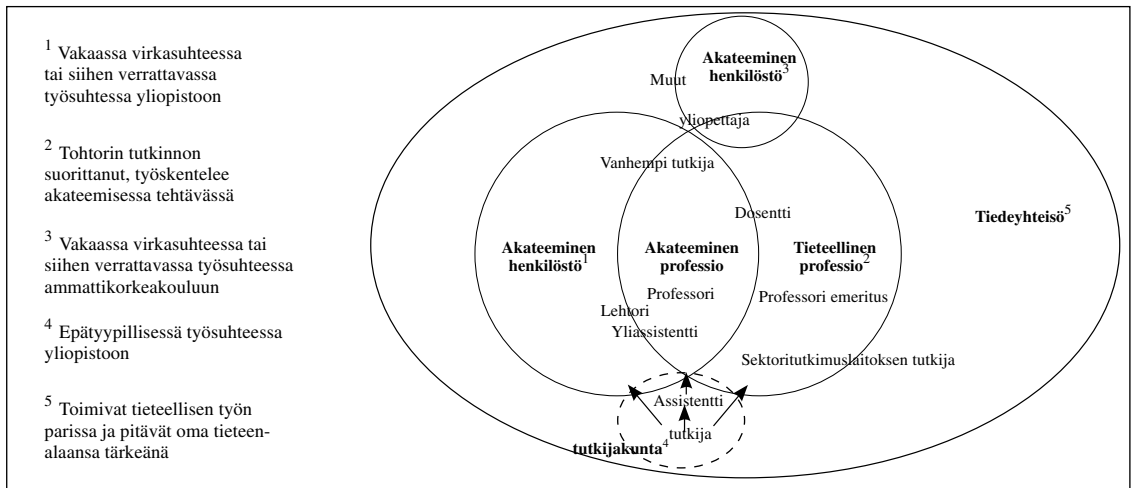 1 Vakaassa virkasuhteessa
tai siihen verrattavassa
työsuhtessa yliopistoon
2 Tohtorin tutkinnon
suorittanut, työskentelee
akateemisessa tehtävässä
3 Vakaassa virkasuhteessa tai
siihen verrattavassa työsuhteessa
ammattikorkeakouluun
4 Epätyypillisessä työsuhteessa
yliopistoon
5 Toimivat tieteellisen työn
parissa ja pitävät oma tieteen-
alaansa tärkeänä
Akateeminen
henkilöstö3
Muut
yliopettaja
Vanhempi tutkija
Dosentti
Tiedeyhteisö5
Akateeminen
henkilöstö1
Akateeminen
professio
Tieteellinen
professio2
Professori
Professori emeritus
Lehtori
Yliassistentti
Sektoritutkimuslaitoksen tutkija
Assistentti
tutkija
tutkijakunta4